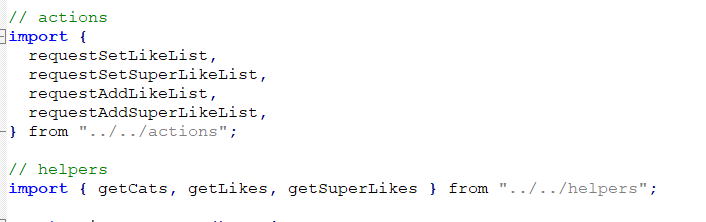 // actions
import {
  requestSetLikeList,
  requestSetSuperLikeList,
  requestAddLikeList,
  requestAddSuperLikeList,
} from "../../actions";

// helpers
import { getCats, getLikes, getSuperLikes } from "../../helpers";